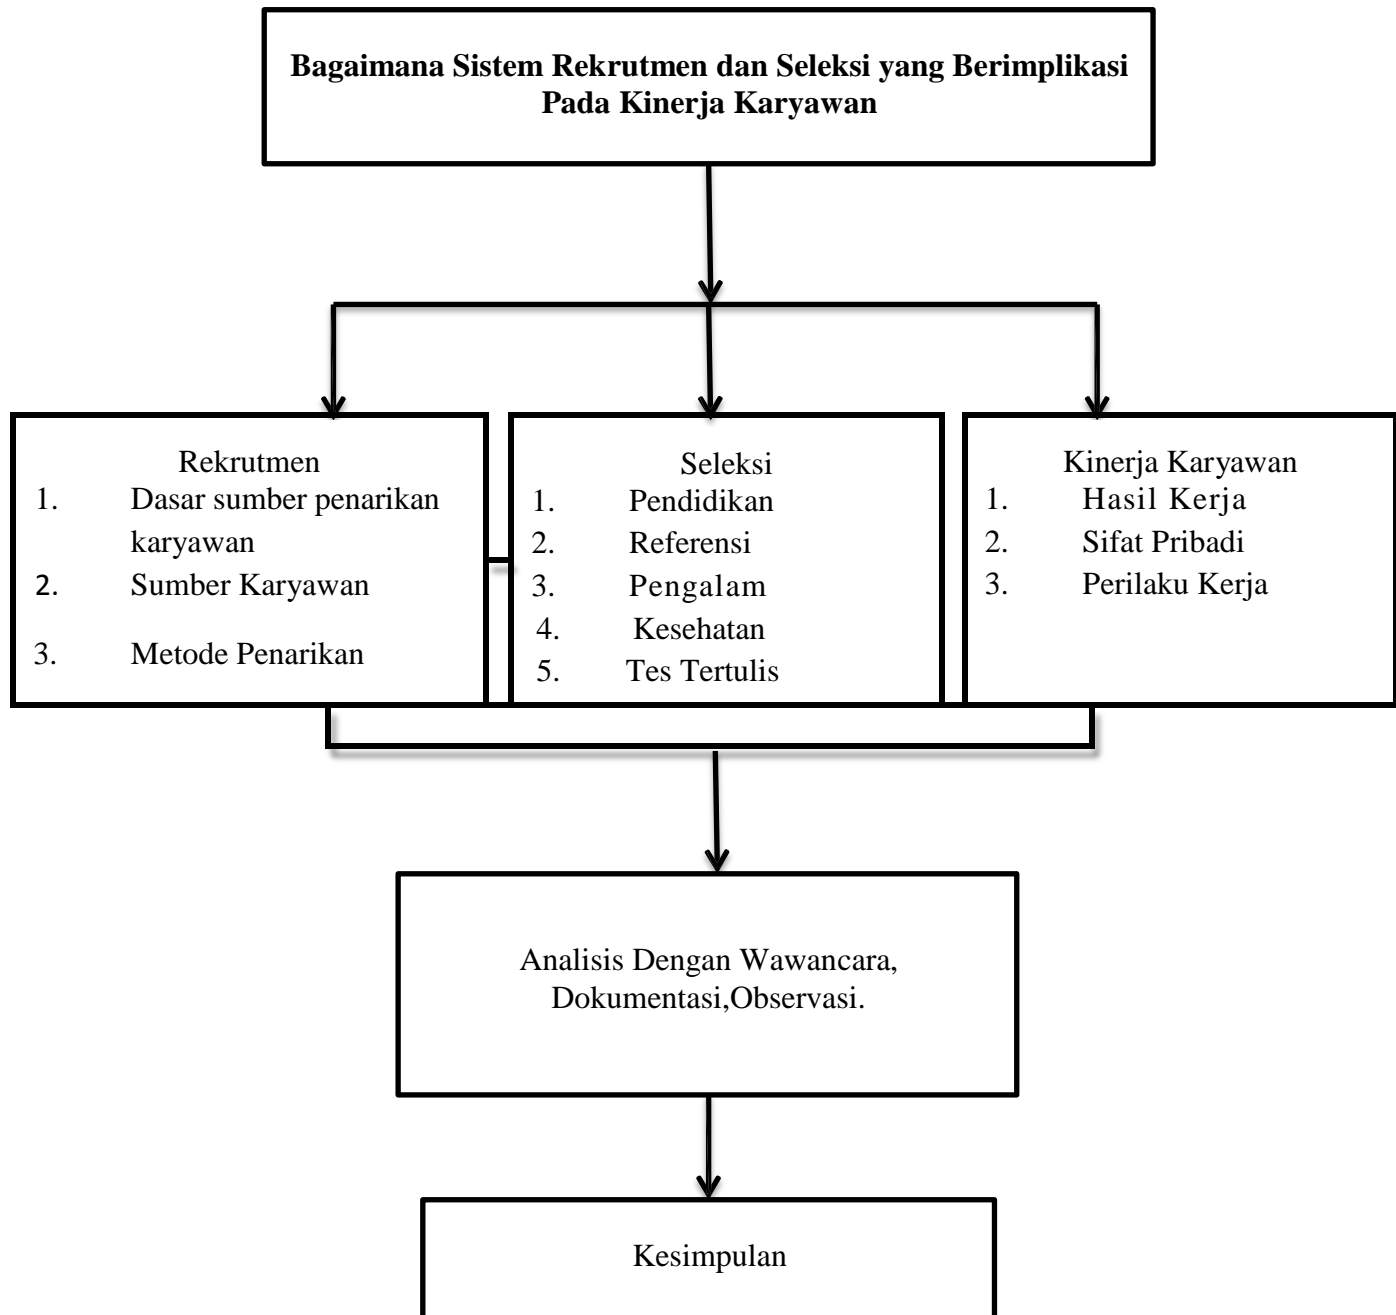 Bagaimana Sistem Rekrutmen dan Seleksi yang Berimplikasi
Pada Kinerja Karyawan
Rekrutmen
1. Dasar sumber penarikan
karyawan
2. Sumber Karyawan
3. Metode Penarikan
Seleksi
1. Pendidikan
2. Referensi
3. Pengalam
4. Kesehatan
5. Tes Tertulis
Kinerja Karyawan
1. Hasil Kerja
2. Sifat Pribadi
3. Perilaku Kerja
Analisis Dengan Wawancara,
Dokumentasi,Observasi.
Kesimpulan